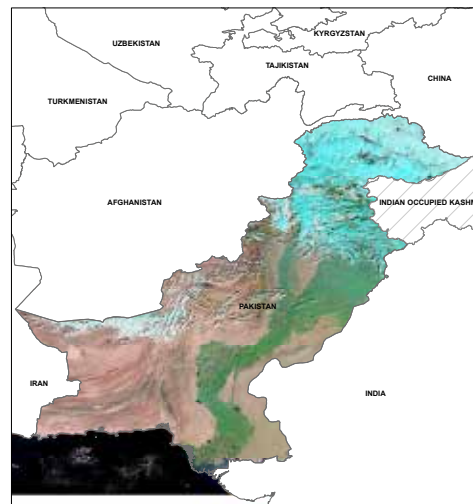 UZBEKISTAN
KYRGYZSTAN
TAJIKISTAN
CHINA
TURKMENISTAN
AFGHANISTAN
INDIAN OCCUPIED KASHM
PAKISTAN
IRAN
INDIA